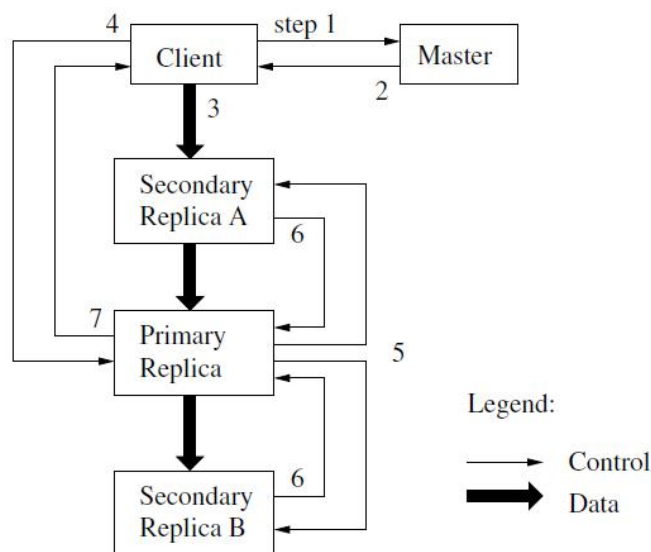 4
step 1
Client
Master
2
3
Secondary
Replica A
6
7
Primary
Replica
5
Legend:
Control
6
Secondary
Replica B
Data